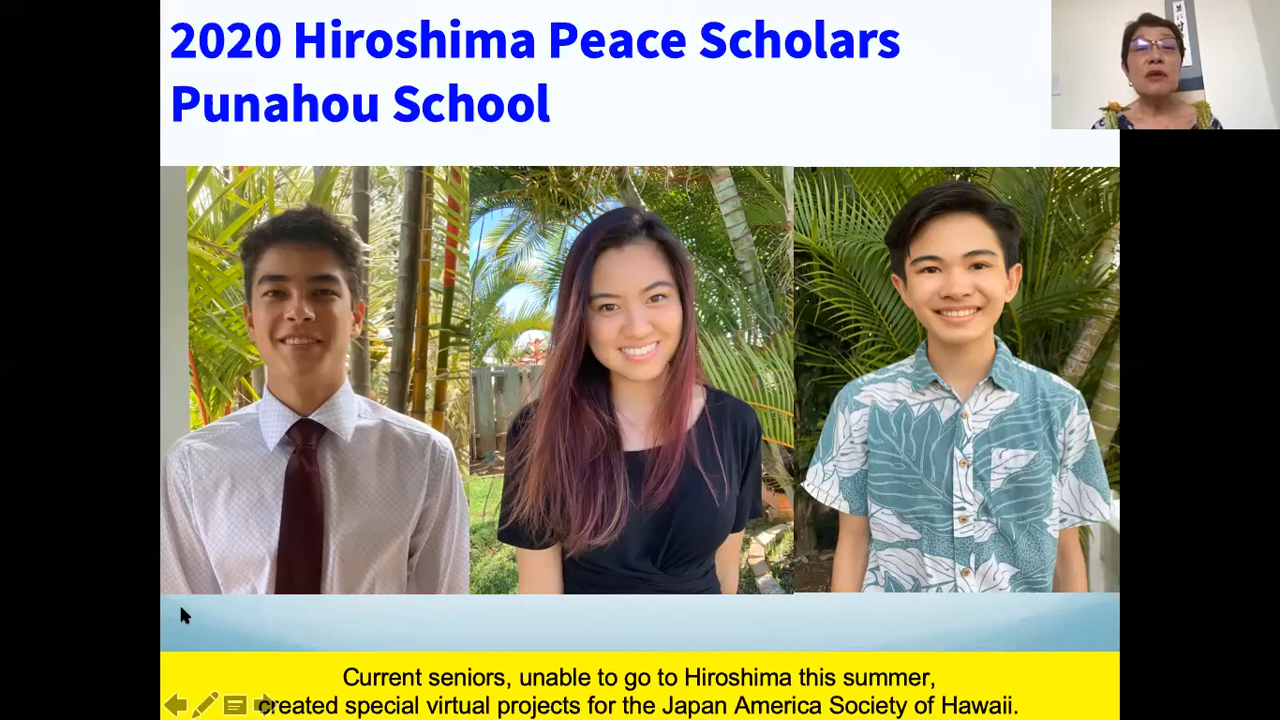 2020 Hiroshima Peace Scholars
Punahou School
Current seniors, unable to go to Hiroshima this summer,
created special virtual projects for the Japan America Society of Hawaii.